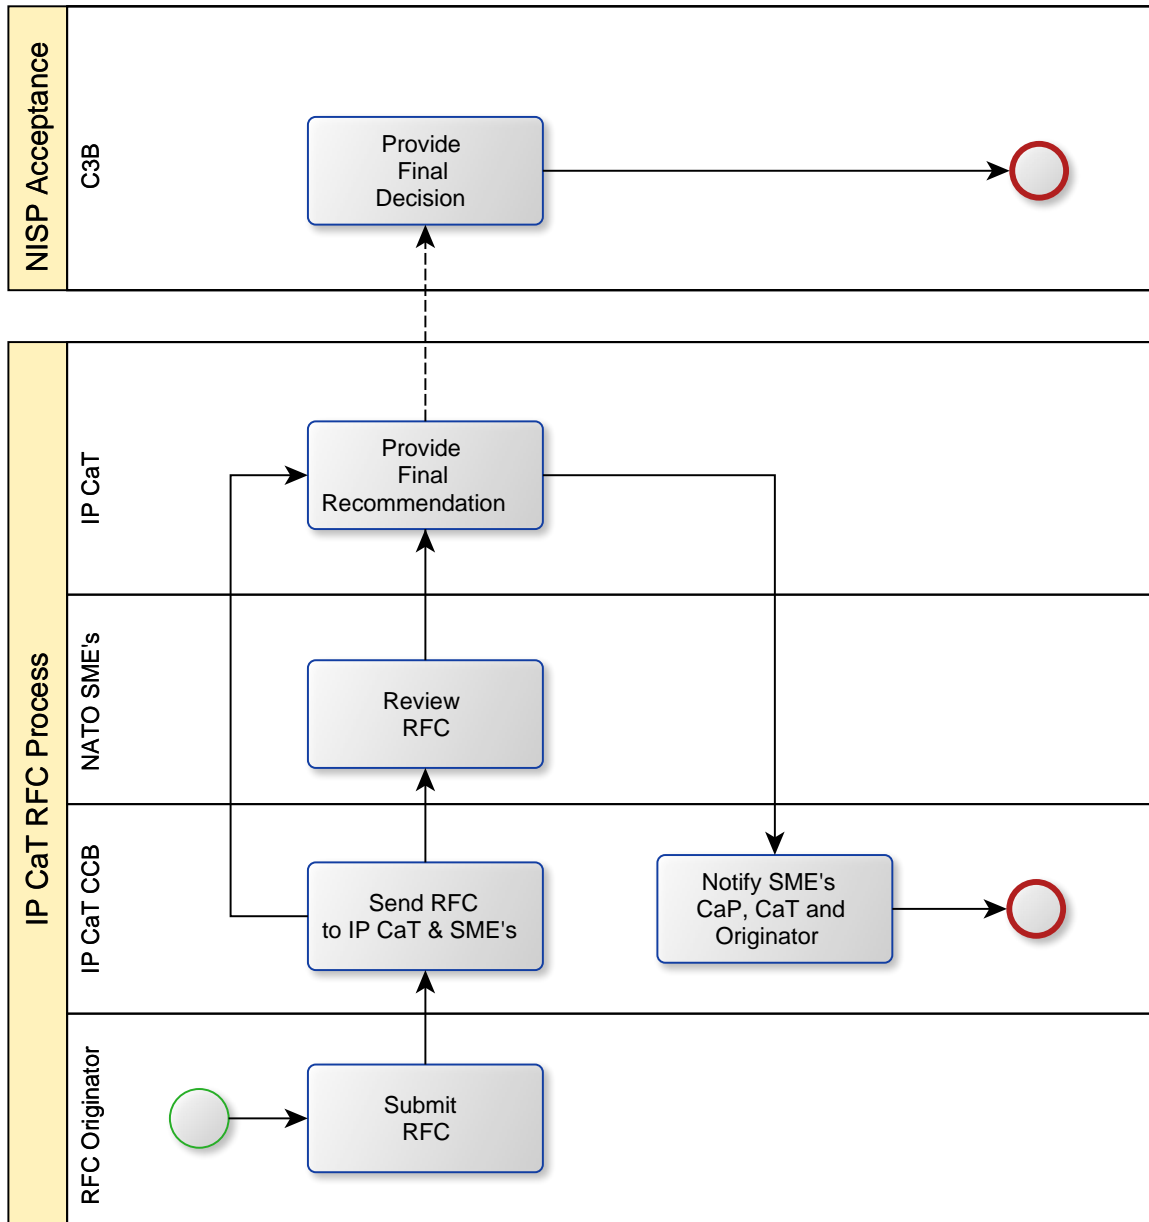 NISP Acceptance
C3B
Provide
Final
Decision
IP CaT RFC Process
IP CaT
Provide
Final
Recommendation
NATO SME's
Review
RFC
IP CaT CCB
Send RFC
to IP CaT & SME's
Notify SME's
CaP, CaT and
Originator
RFC Originator
Submit
RFC